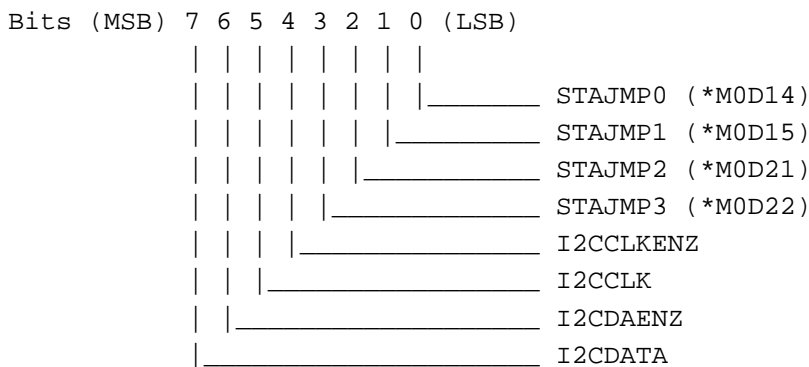 Bits (MSB) 7 6 5 4 3 2 1 0 (LSB)
STAJMP0 (*M0D14)
STAJMP1 (*M0D15)
STAJMP2 (*M0D21)
STAJMP3 (*M0D22)
I2CCLKENZ
I2CCLK
I2CDAENZ
I2CDATA